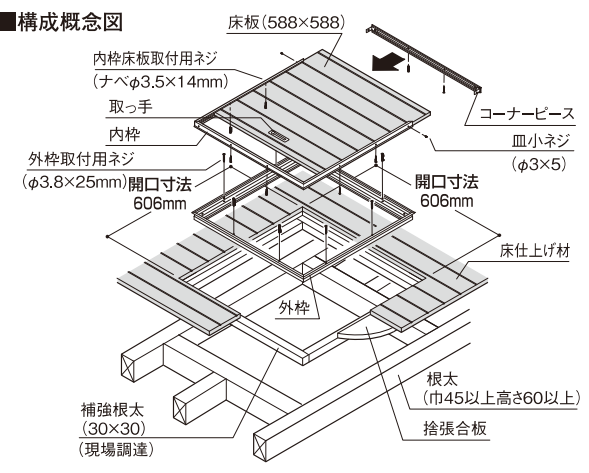 ■構成概念図
床板(588×588)
内枠床板取付用ネジ
(ナベφ3.5×14mm)
取っ手
内枠
外枠取付用ネジ
(φ3.8×25mm)
開口寸法
606mm
コーナーピース
皿小ネジ
(φ3×5)
開口寸法
606mm
床仕上げ材
外枠
補強根太
(30×30)
(現場調達)
根太
(巾45以上高さ60以上)
捨張合板